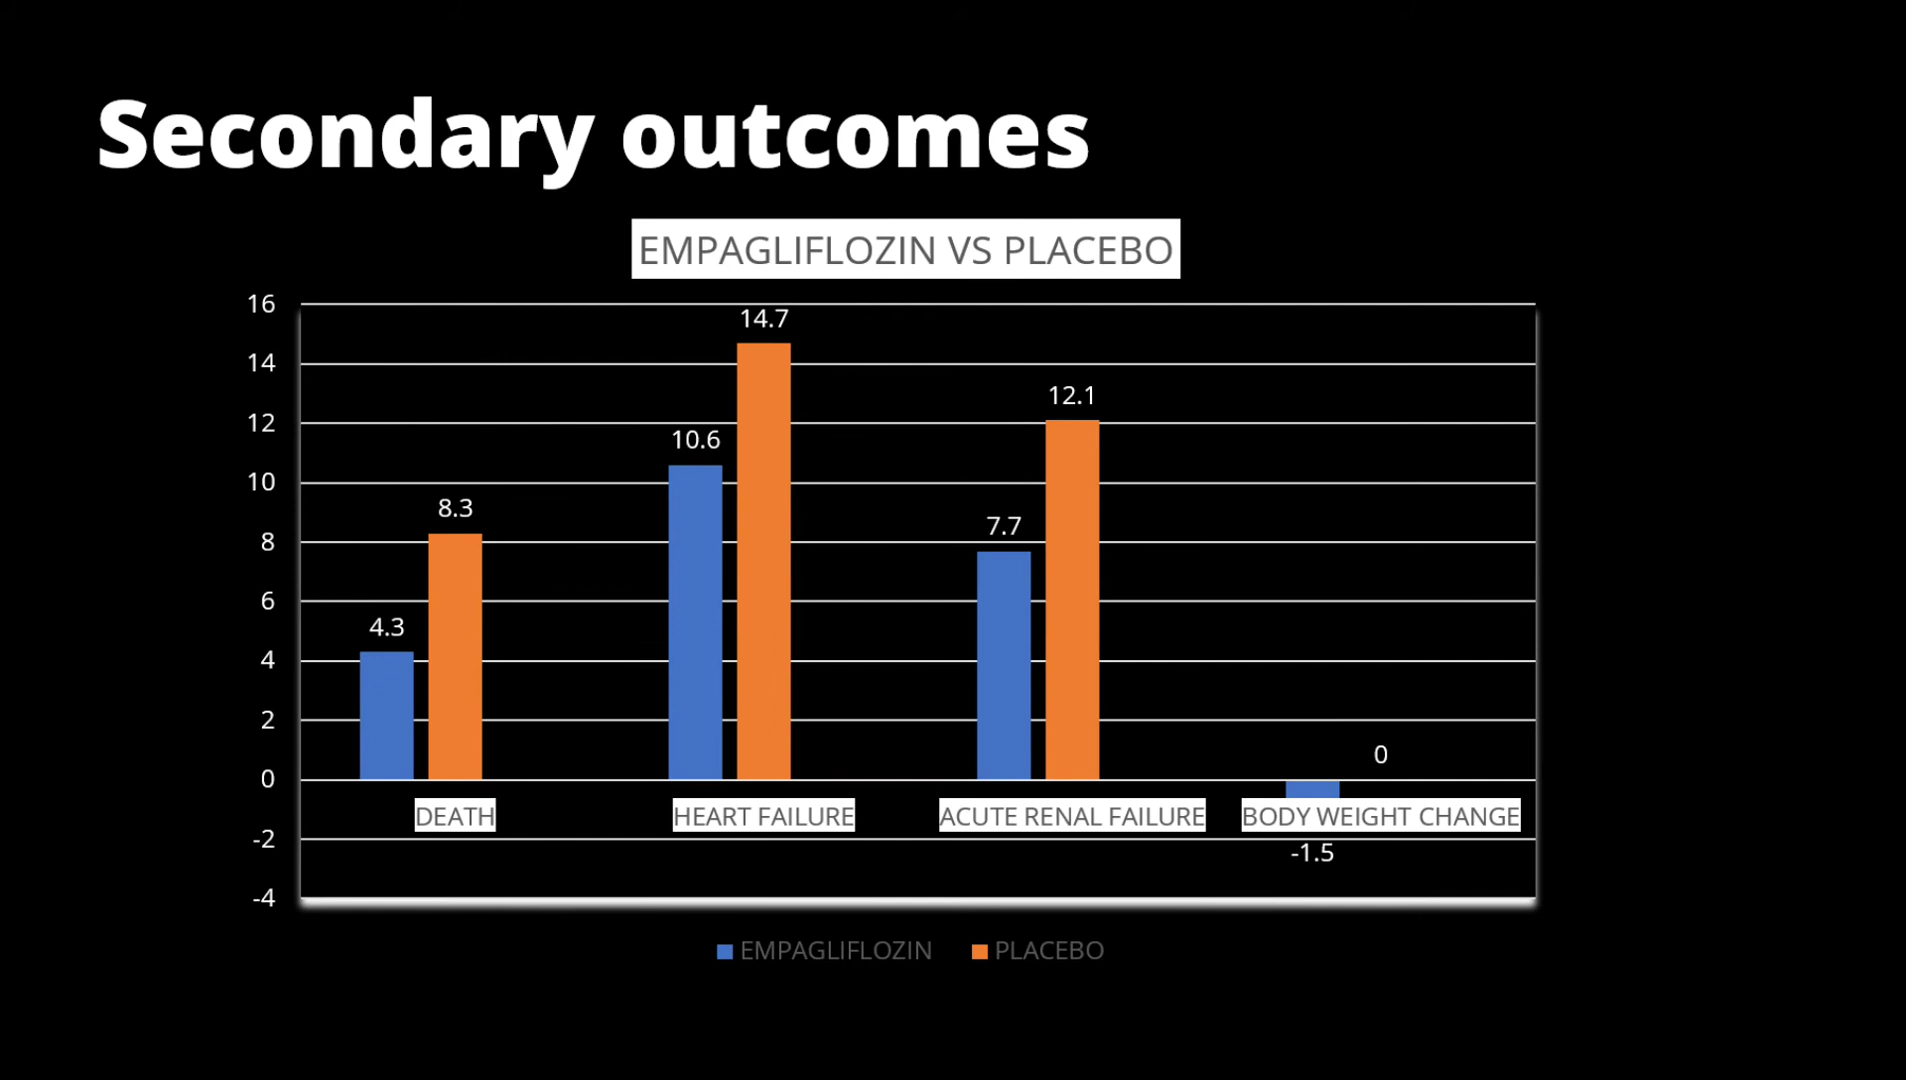 Secondary outcomes
EMPAGLIFLOZIN VS PLACEBO
16
14
12
10
8
6
4
2
0
-2
-4
4.3
8.3
10.6
14.7
7.7
12.1
-1.5
0
DEATH
HEART FAILURE
ACUTE RENAL FAILURE
BODY WEIGHT CHANGE
EMPAGLIFLOZIN
PLACEBO